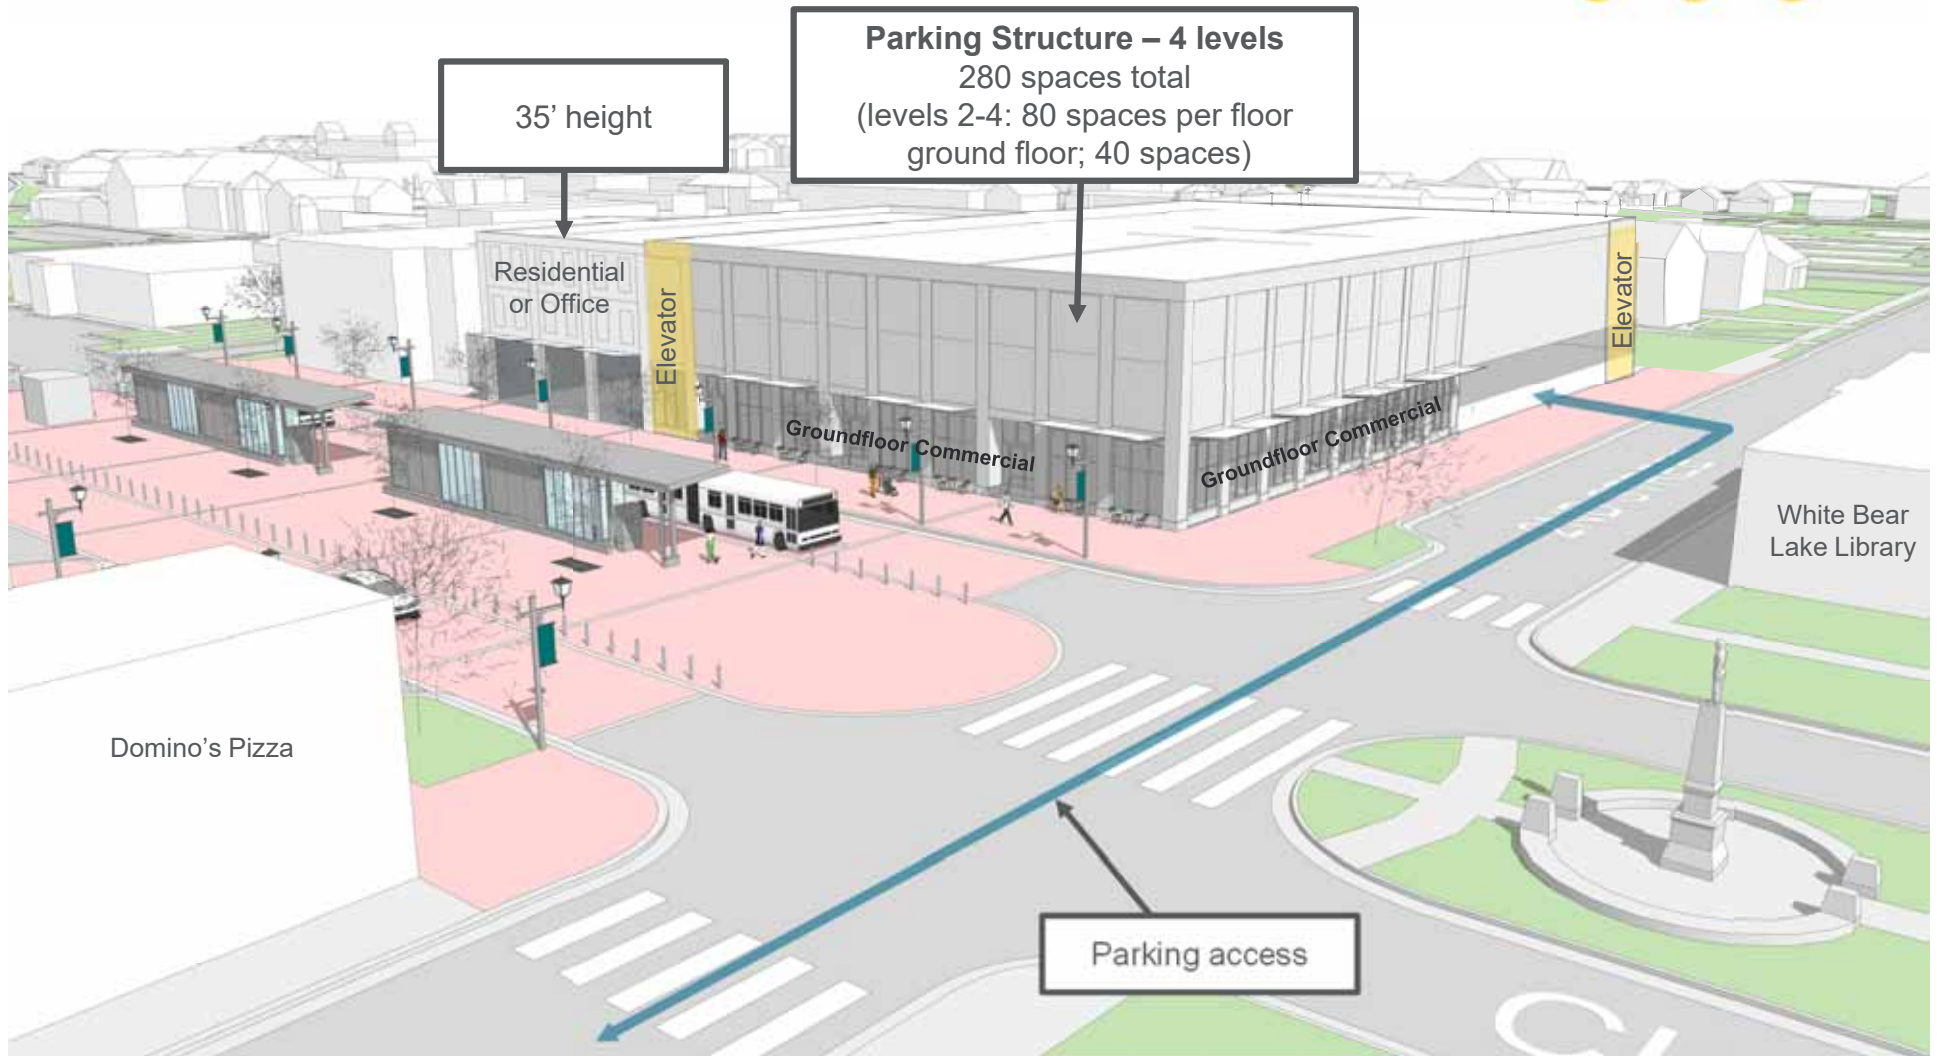 Parking Structure – 4 levels
280 spaces total
(levels 2-4: 80 spaces per floor
ground floor; 40 spaces)
35’ height
Residential
or Office
Elevator
Elevator
Groundfloor Commercial
Groundfloor Commercial
White Bear
Lake Library
Domino’s Pizza
Parking access